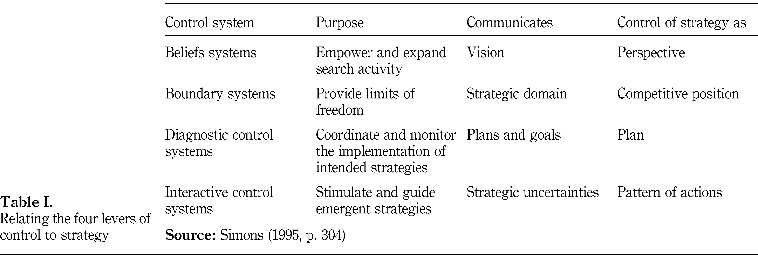 Control system Purpose Communicates Control of strategy as
Beliefs systems Empower and expand Vision Perspective
search activity
Boundary systems Provide limits of Strategic domain Competitive position
freedom
Diagnostic control Coordinate and monitor Plans and goals Plan
systems the implementation of
intended strategies
Interactive control Stimulate and guide Strategic uncertainties Pattern of actions
systems emergent strategies
Source: Simons (1995, p. 304)
Table I.
Relating the four levers of
control to strategy